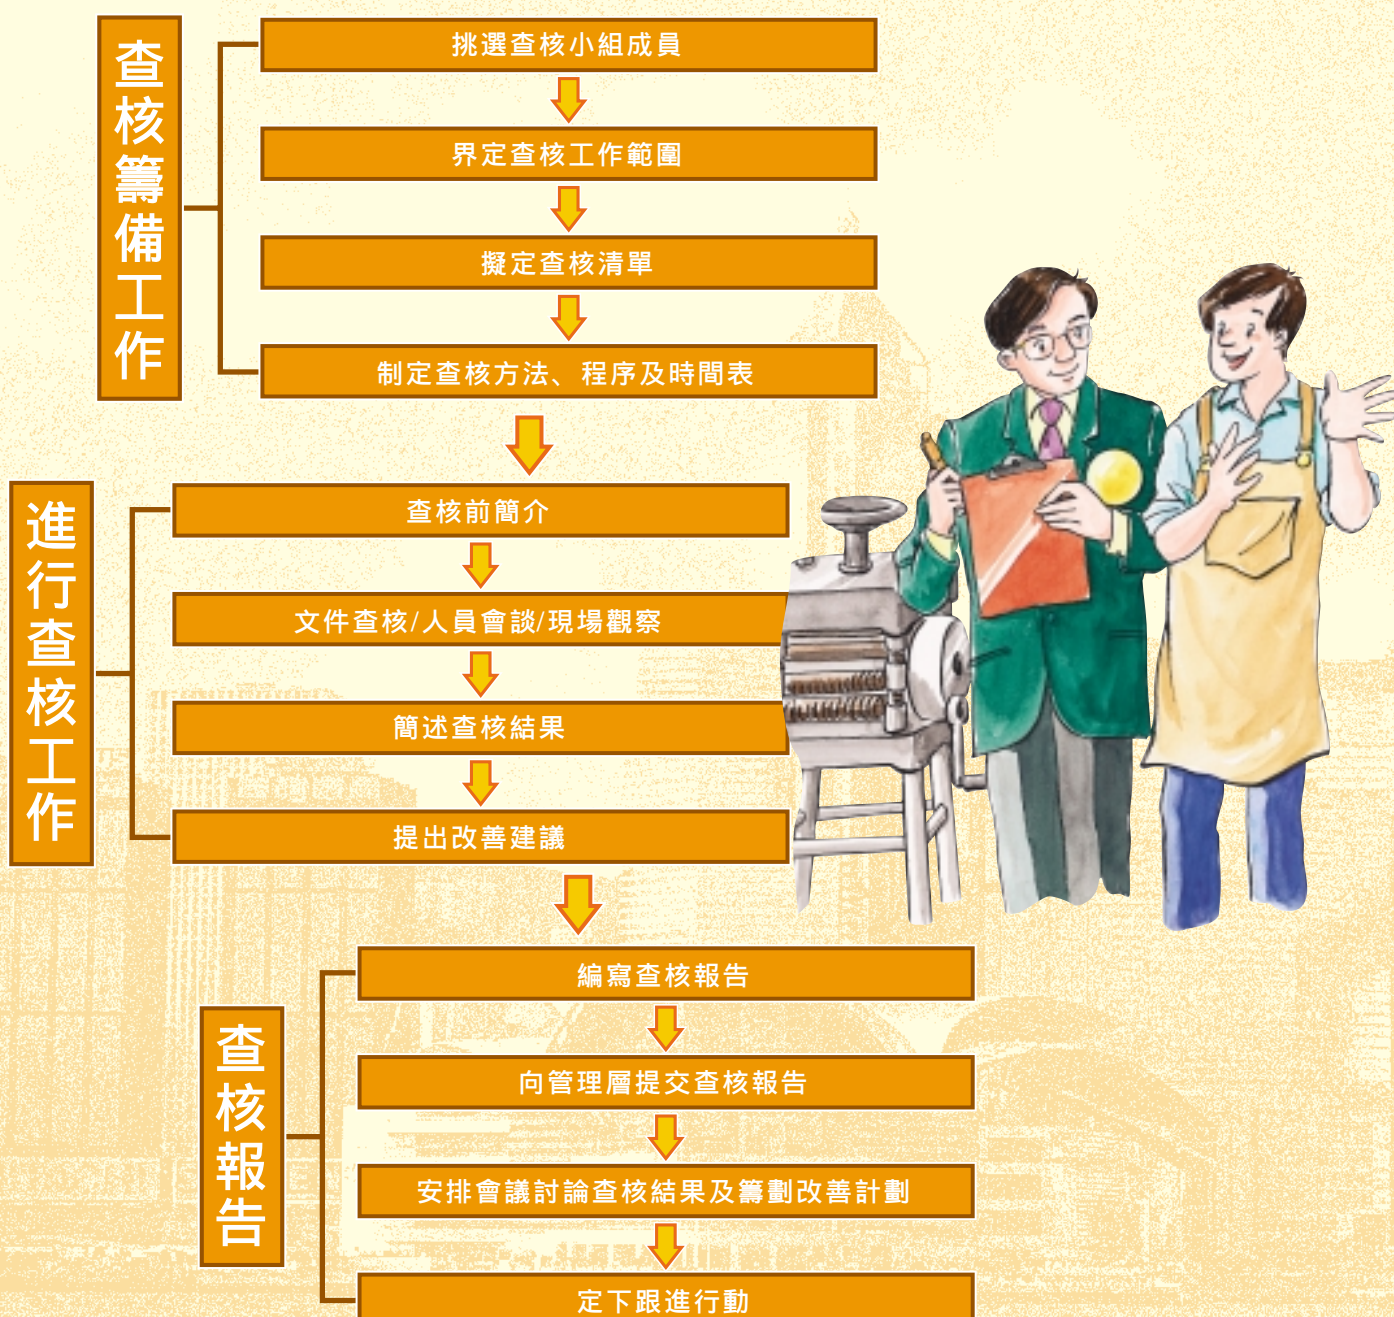 查核籌備工作
挑選查核小組成員
界定查核工作範圍
擬定查核清單
制定查核方法、程序及時間表
進行查核工作
查核前簡介
文件查核/人員會談/現場觀察
簡述查核結果
提出改善建議
查核報告
編寫查核報告
向管理層提交查核報告
安排會議討論查核結果及籌劃改善計劃
定下跟進行動